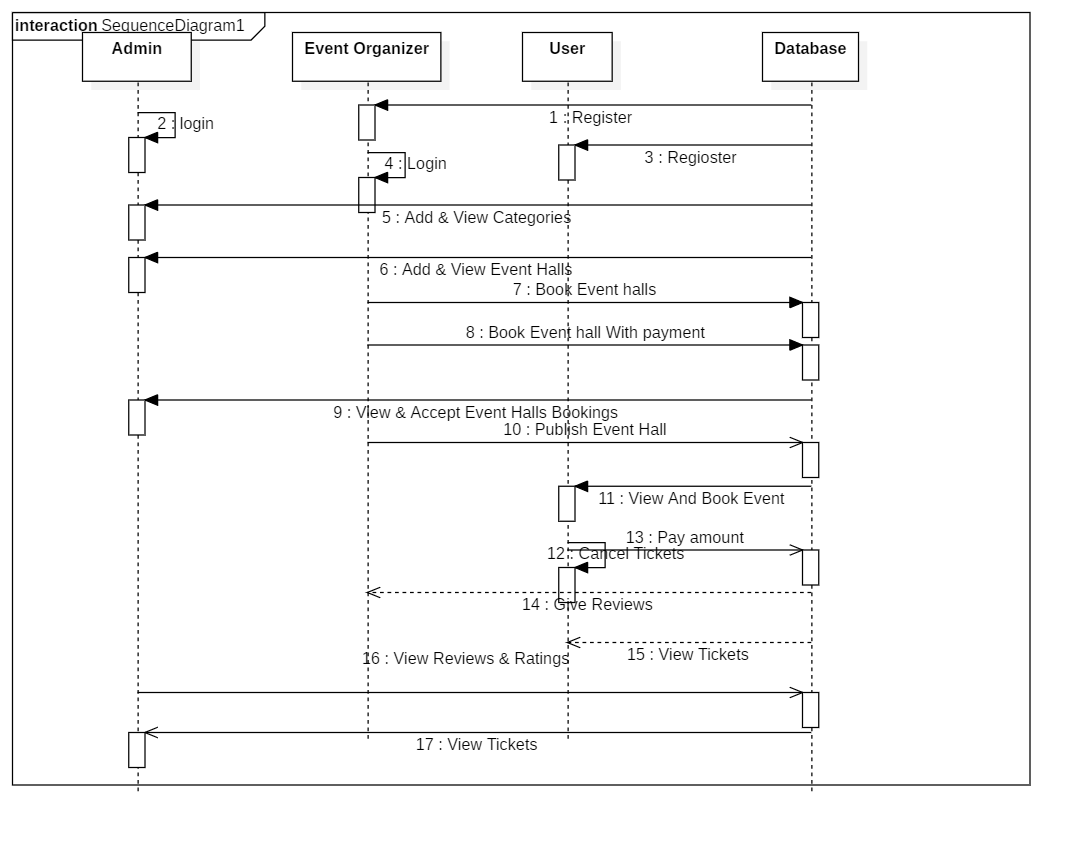 interaction SequenceDiagram1
Admin
Event Organizer
User
Database
1 : Register
2 : login
3 : Regioster
4 : Login
5 : Add & View Categories
6 : Add & View Event Halls
7 : Book Event halls
8 : Book Event hall With payment
9 : View & Accept Event Halls Bookings
10 : Publish Event Hall
11 : View And Book Event
13 : Pay amount
12 : Cancel Tickets
14 : Give Reviews
15 : View Tickets
16 : View Reviews & Ratings
17 : View Tickets